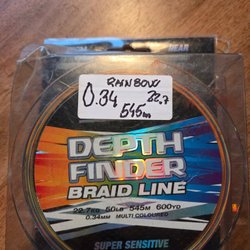 NEAR
RAINBOW
0.34 22.7
545m
DEPTH
FINDER
BRAID LINE
22.7KG 50LB 545M 600YD
0.34MM MULTI COLOURED
SUPER SENSITIVE